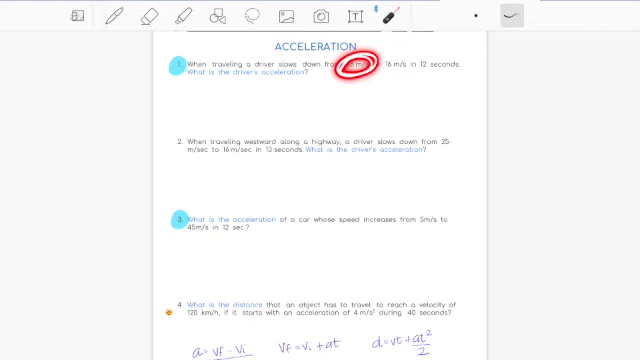 ACCELERATION
1. When traveling a driver slows down from m/s 16 m/s in 12 seconds.
What is the driver's acceleration?
2. When traveling westward along a highway, a driver slows down from 25
m/sec to 16 m/sec in 13 seconds. What is the driver's acceleration?
3. What is the acceleration of a car whose speed increases from 5m/s to
45m/s in 12 sec.?
4. What is the distance that an object has to travel to reach a velocity of
120 km/h, if it starts with an acceleration of 4 m/s² during 40 seconds?
a = vf - vi vf = vi + at d = vt + at²
2